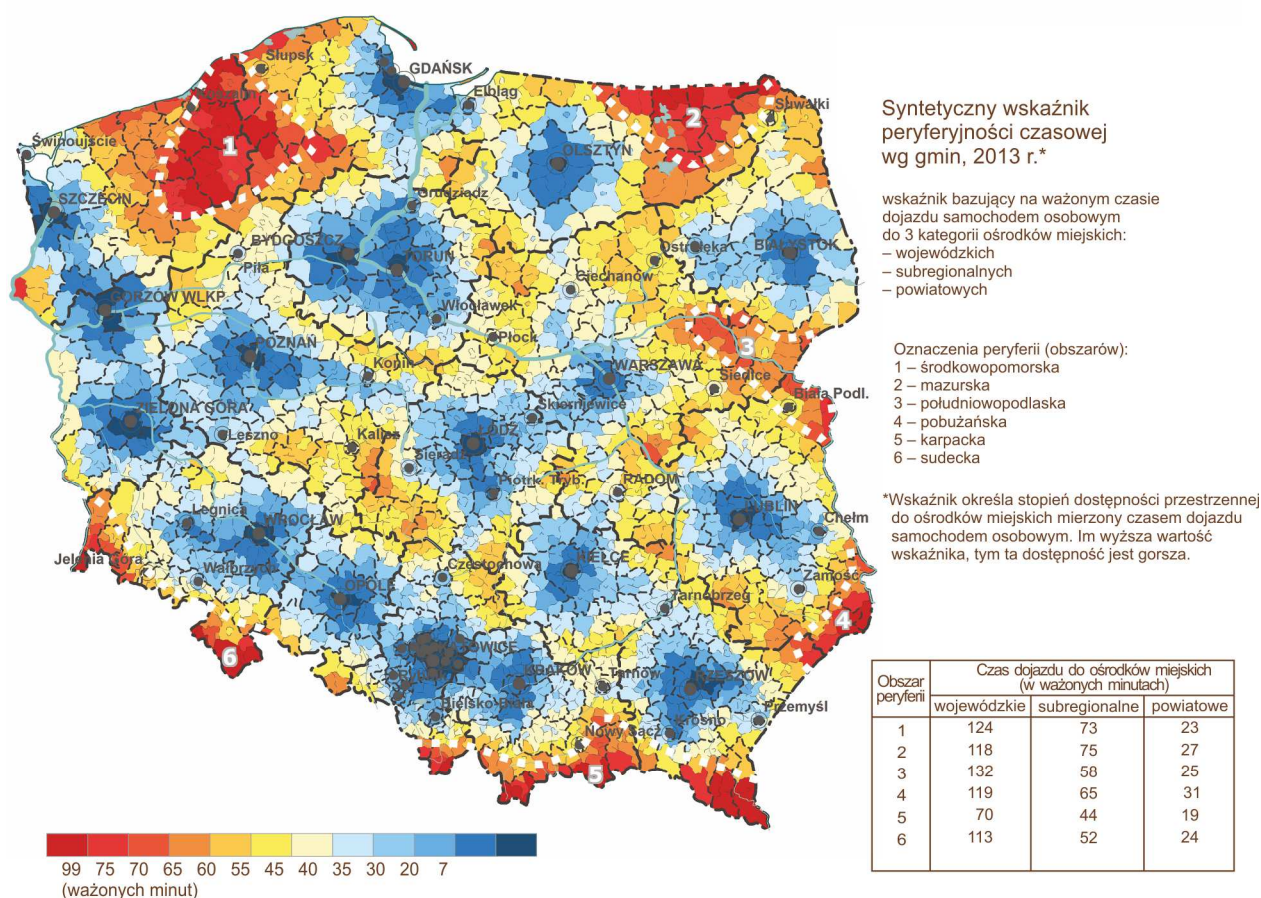 Słupsk
GDAŃSK
Elbląg
Koszalin
Suwałki
1
2
Świnoujście
OLSZTYN
SZCZECIN
Grudziądz
BYDGOSZCZ
Ostrołęka
BIAŁYSTOK
TORUŃ
Piła
Ciechanów
GORZÓW WLKP.
Włocławek
Płock
POZNAŃ
3
Konin
WARSZAWA
Siedlce
Biała Podl.
ZIELONA GÓRA
Skierniewice
Leszno
Kalisz
ŁÓDŹ
Sieradz
Piotrk. Tryb.
RADOM
Legnica
WROCŁAW
LUBLIN
Chełm
Jelenia Góra
Wałbrzych
Częstochowa
KIELCE
Zamość
OPOLE
Tarnobrzeg
4
6
KATOWICE
Rybnik
KRAKÓW
Tarnów
RZESZÓW
Bielsko-Biała
Przemyśl
Krosno
Nowy Sącz
5
99 75 70 65 60 55 45 40 35 30 20 7
(ważonych minut)
Syntetyczny wskaźnik
peryferyjności czasowej
wg gmin, 2013 r.*
wskaźnik bazujący na ważonym czasie
dojazdu samochodem osobowym
do 3 kategorii ośrodków miejskich:
– wojewódzkich
– subregionalnych
– powiatowych
Oznaczenia peryferii (obszarów):
1 – środkowopomorska
2 – mazurska
3 – południowopodlaska
4 – pobużańska
5 – karpacka
6 – sudecka
*Wskaźnik określa stopień dostępności przestrzennej
do ośrodków miejskich mierzony czasem dojazdu
samochodem osobowym. Im wyższa wartość
wskaźnika, tym ta dostępność jest gorsza.
Obszar
peryferii
Czas dojazdu do ośrodków miejskich
(w ważonych minutach)
wojewódzkie subregionalne powiatowe
1 124 73 23
2 118 75 27
3 132 58 25
4 119 65 31
5 70 44 19
6 113 52 24